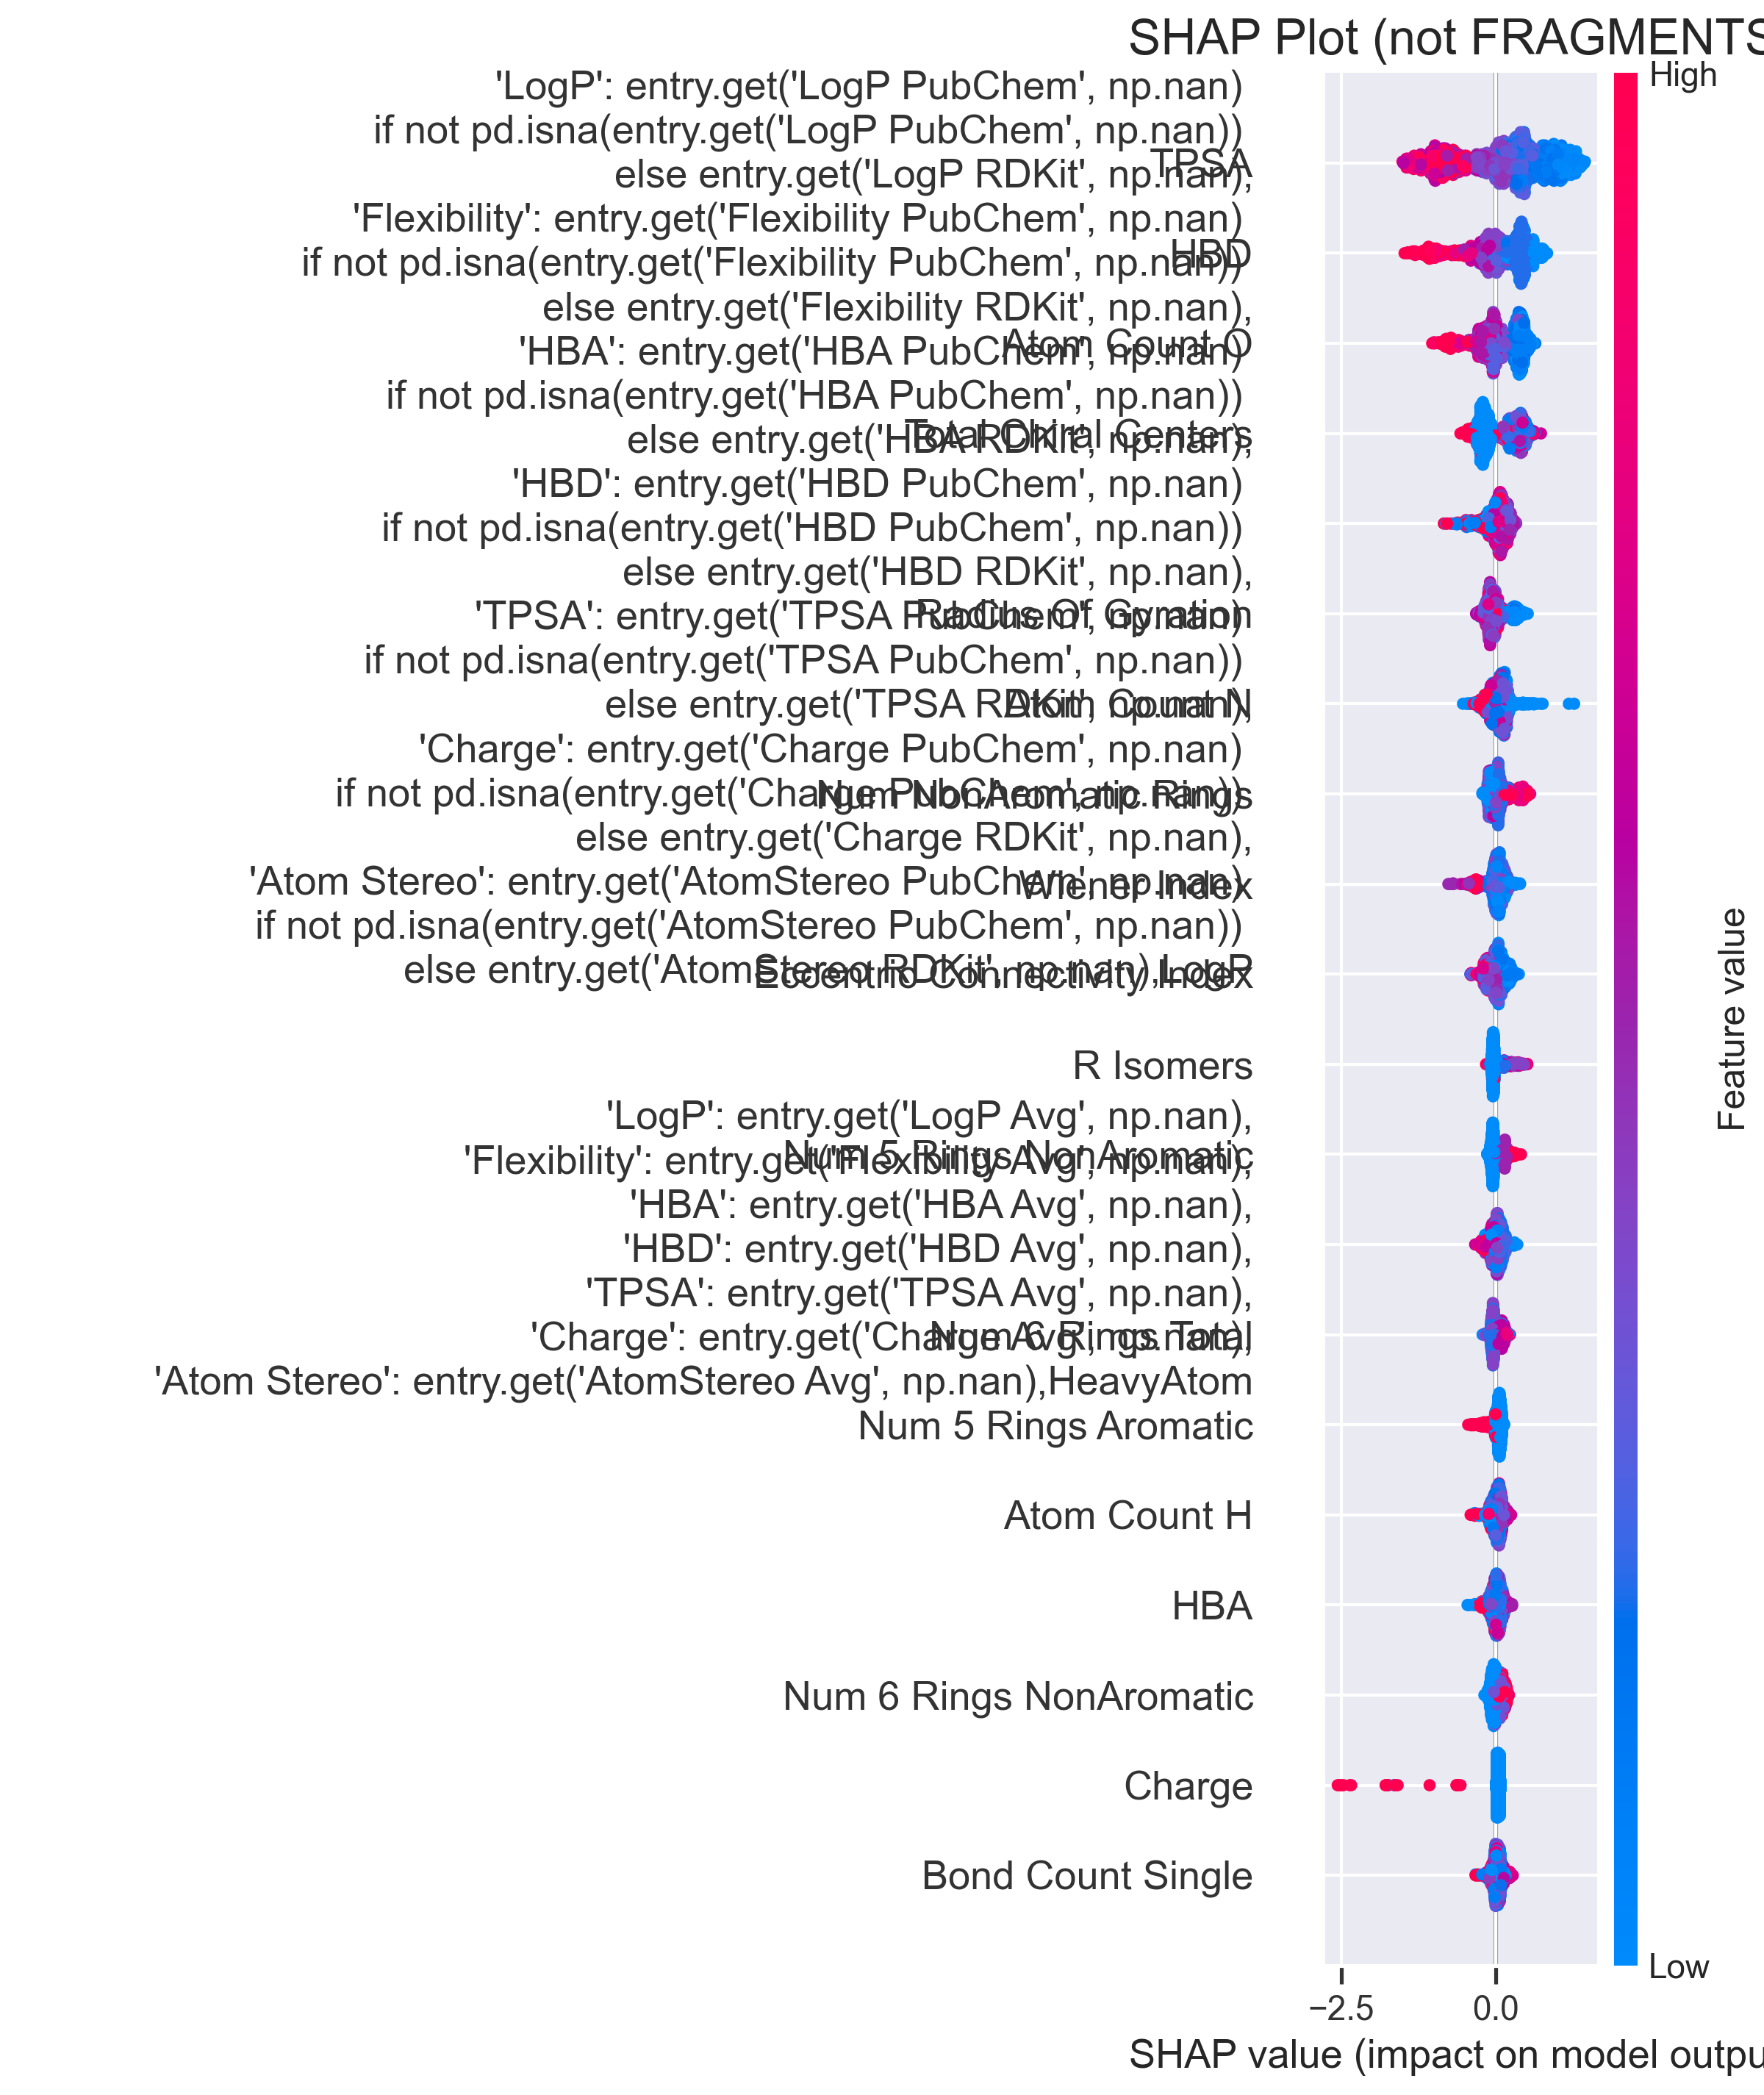 SHAP Plot (not FRAGMENTS
High
'LogP': entry.get('LogP PubChem', np.nan)
if not pd.isna(entry.get('LogP PubChem', np.nan))
else entry.get('LogP RDKit', np.nan),
TPSA
'Flexibility': entry.get('Flexibility PubChem', np.nan)
HBD
if not pd.isna(entry.get('Flexibility PubChem', np.nan))
else entry.get('Flexibility RDKit', np.nan),
Atom Count O
'HBA': entry.get('HBA PubChem', np.nan)
if not pd.isna(entry.get('HBA PubChem', np.nan))
Total Chiral Centers
else entry.get('HBA RDKit', np.nan),
'HBD': entry.get('HBD PubChem', np.nan)
if not pd.isna(entry.get('HBD PubChem', np.nan))
else entry.get('HBD RDKit', np.nan),
Radius Of Gyration
'TPSA': entry.get('TPSA PubChem', np.nan)
if not pd.isna(entry.get('TPSA PubChem', np.nan))
else entry.get('TPSA RDKit', np.nan),
Atom Count N
'Charge': entry.get('Charge PubChem', np.nan)
if not pd.isna(entry.get('Charge PubChem', np.nan))
Num NonAromatic Rings
else entry.get('Charge RDKit', np.nan),
'Atom Stereo': entry.get('AtomStereo PubChem', np.nan)
Wiener Index
if not pd.isna(entry.get('AtomStereo PubChem', np.nan))
else entry.get('AtomStereo RDKit', np.nan),LogP
Eccentric Connectivity Index
R Isomers
'LogP': entry.get('LogP Avg', np.nan),
Num 5 Rings NonAromatic
'Flexibility': entry.get('Flexibility Avg', np.nan),
'HBA': entry.get('HBA Avg', np.nan),
'HBD': entry.get('HBD Avg', np.nan),
'TPSA': entry.get('TPSA Avg', np.nan),
'Charge': entry.get('Charge Avg', np.nan),
Num 6 Rings Total
'Atom Stereo': entry.get('AtomStereo Avg', np.nan),HeavyAtom
Num 5 Rings Aromatic
Atom Count H
HBA
Num 6 Rings NonAromatic
Charge
Bond Count Single
Feature value
Low
−2.5 0.0
SHAP value (impact on model outpu